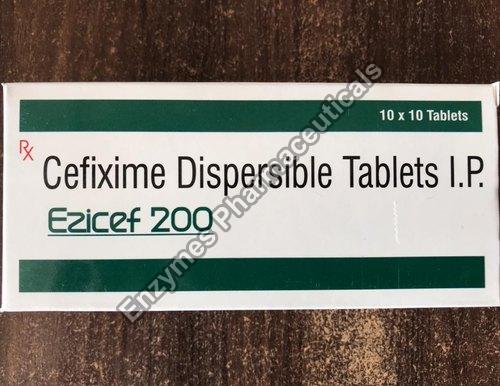 10 x 10 Tablets
Rx Cefixime Dispersible Tablets I.P.
Ezicef 200
Enzymes Pharmaceuticals